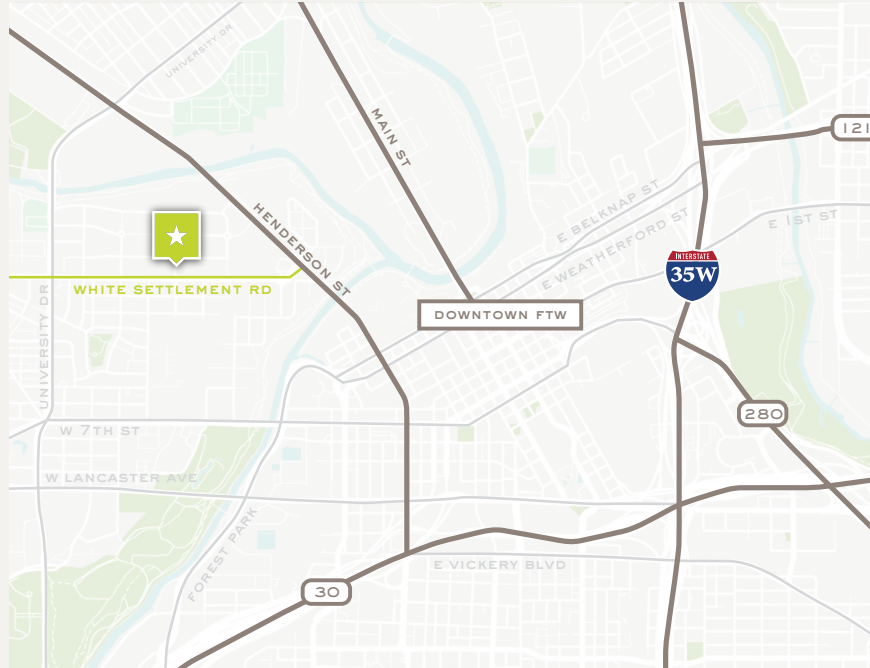 UNIVERSITY DR
MAIN ST
121
HENDERSON ST
E BELKNAP ST
E WEATHERFORD ST
E 1ST ST
INTERSTATE
35W
WHITE SETTLEMENT RD
UNIVERSITY DR
DOWNTOWN FTW
280
W 7TH ST
W LANCASTER AVE
FOREST PARK
E VICKERY BLVD
30